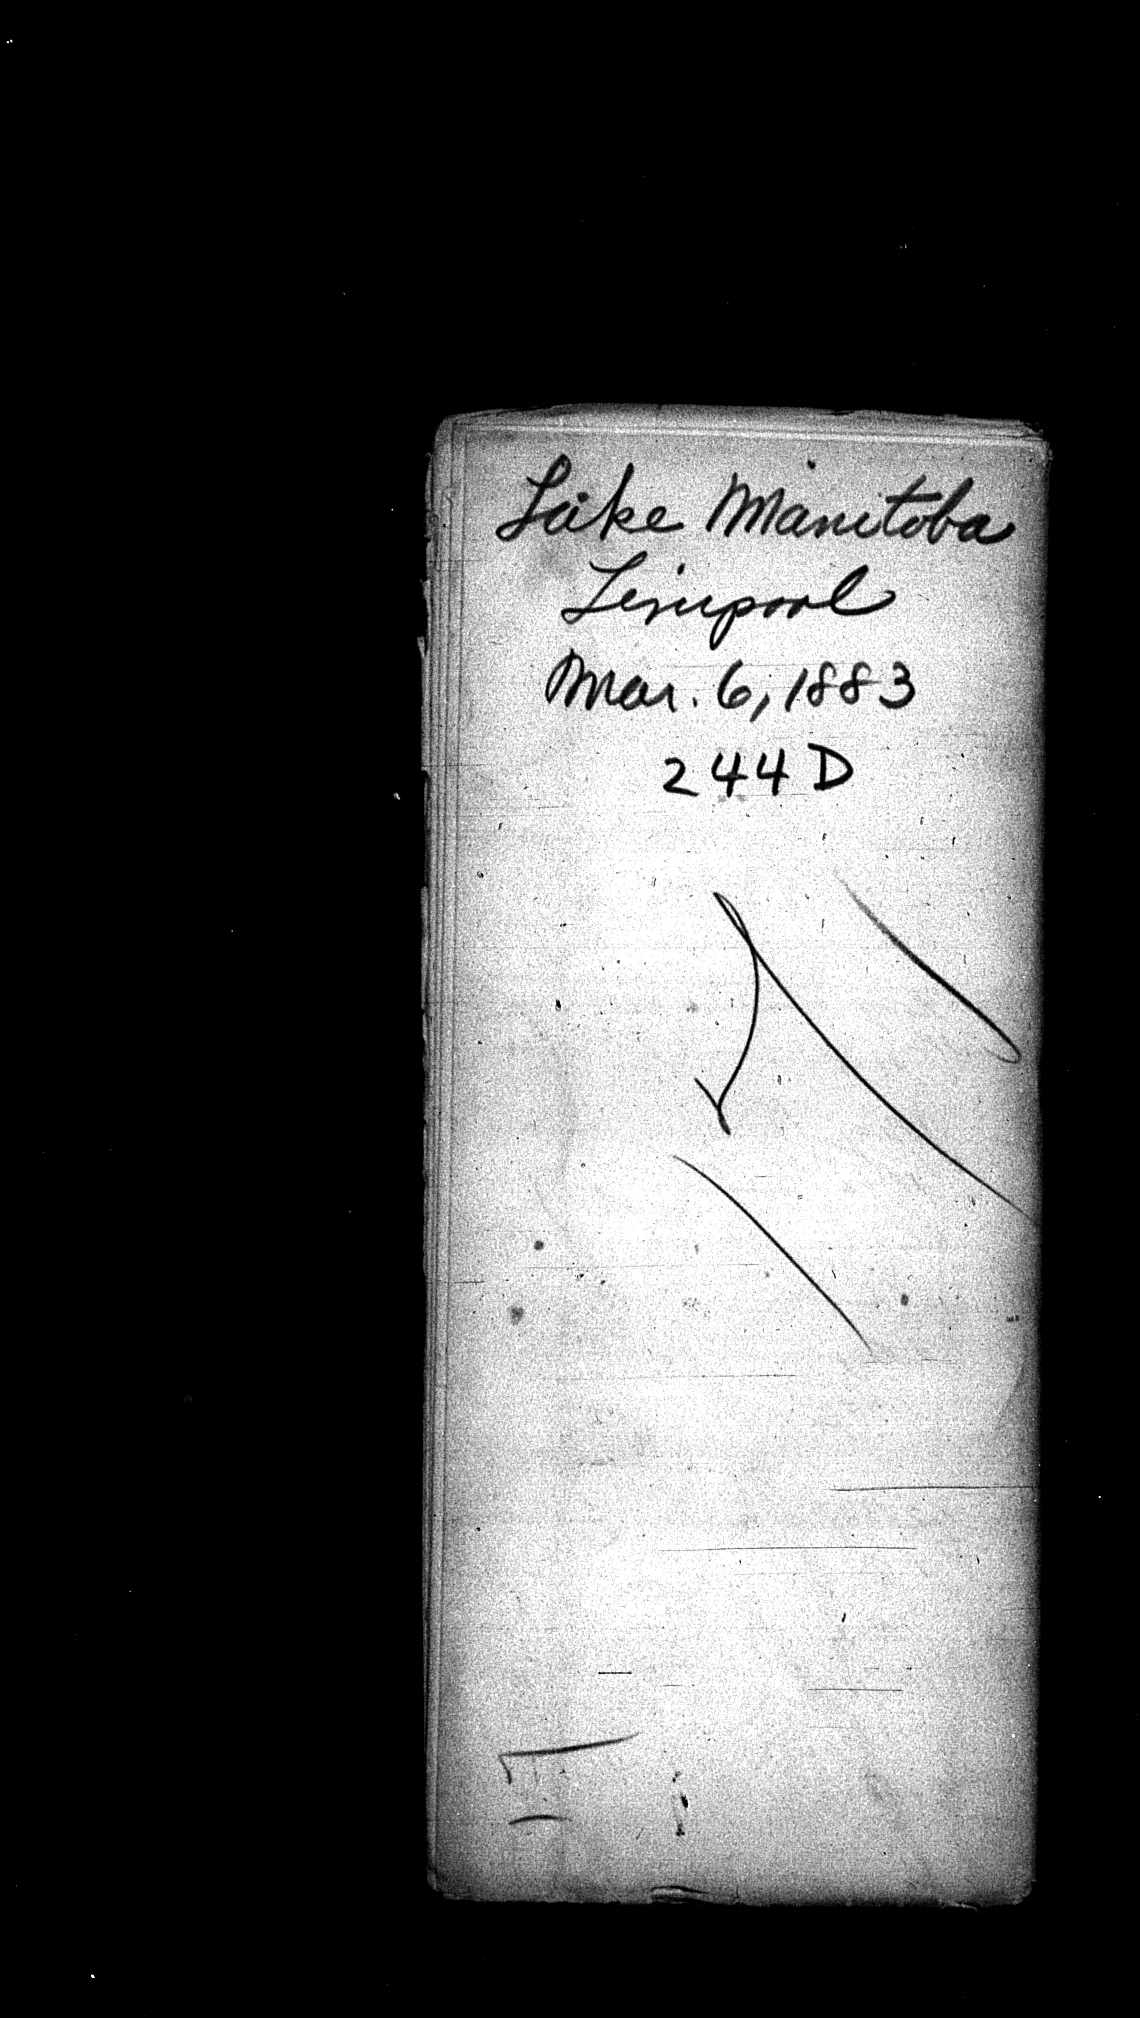 Lake Manitoba
Liverpool
Mar. 6, 1883
244 D